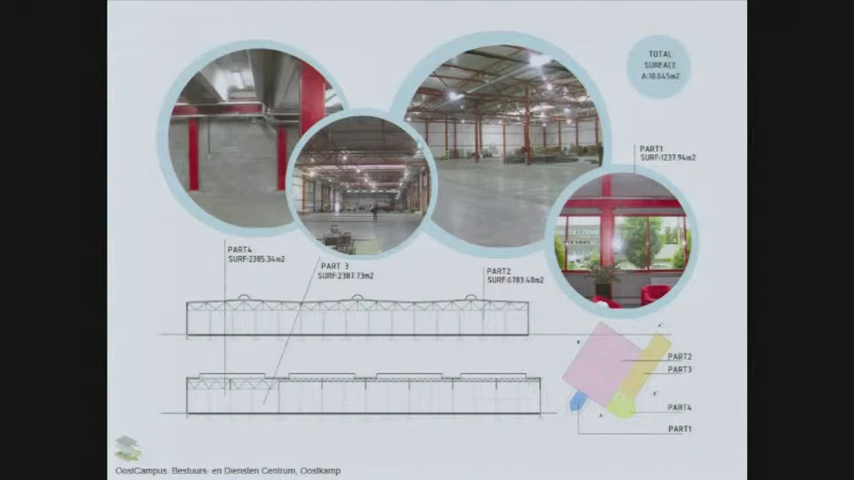 TOTAL
SURFACE
A:10.645m2
PART1
SURF:1237.94m2
PART4
SURF:2385.34m2
PART 3
SURF:2387.73m2
PART2
SURF:6783.48m2
PART2
PART3
PART4
PART1
OostCampus, Bestuurs- en Diensten Centrum, Oostkamp